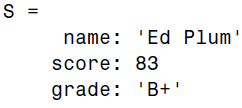 S =
name: 'Ed Plum'
score: 83
grade: 'B+'